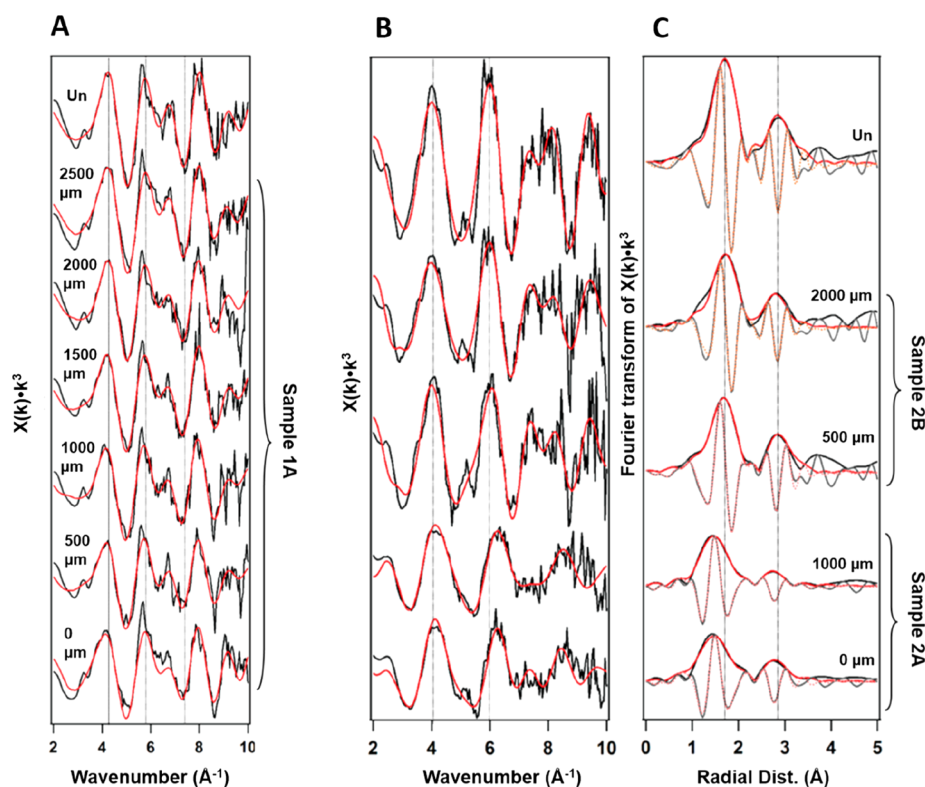 A
B
C
Un
2500
µm
2000
µm
1500
µm
1000
µm
500
µm
0
µm
X(k)•k³
Sample 1A
2 4 6 8 10
Wavenumber (Å⁻¹)
X(k)•k³
2 4 6 8 10
Wavenumber (Å⁻¹)
Fourier transform of X(k)•k³
Un
2000 µm
500 µm
1000 µm
0 µm
Sample 2B
Sample 2A
0 1 2 3 4 5
Radial Dist. (Å)